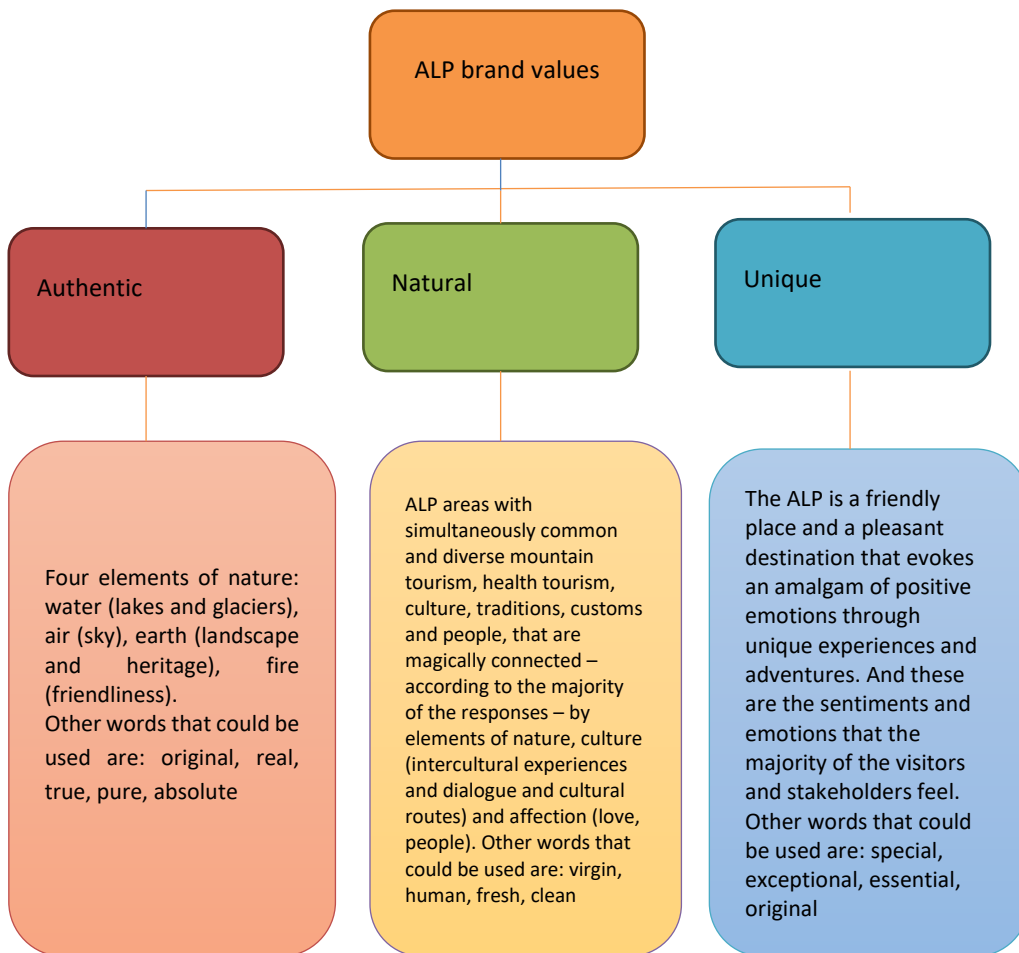 ALP brand values
Authentic
Natural
Unique
Four elements of nature:
water (lakes and glaciers),
air (sky), earth (landscape
and heritage), fire
(friendliness).
Other words that could be
used are: original, real,
true, pure, absolute
ALP areas with
simultaneously common
and diverse mountain
tourism, health tourism,
culture, traditions, customs
and people, that are
magically connected –
according to the majority
of the responses – by
elements of nature, culture
(intercultural experiences
and dialogue and cultural
routes) and affection (love,
people). Other words that
could be used are: virgin,
human, fresh, clean
The ALP is a friendly
place and a pleasant
destination that evokes
an amalgam of positive
emotions through
unique experiences and
adventures. And these
are the sentiments and
emotions that the
majority of the visitors
and stakeholders feel.
Other words that could
be used are: special,
exceptional, essential,
original